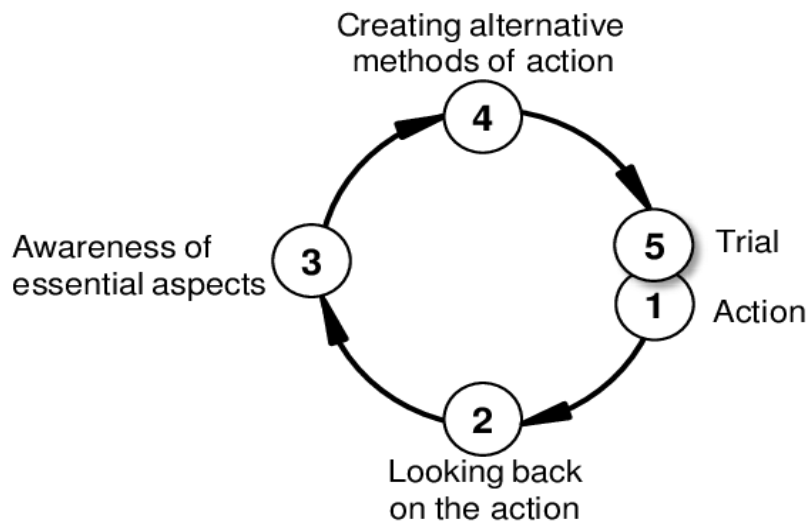 Creating alternative
methods of action
4
5
Trial
Awareness of
essential aspects
3
1
Action
2
Looking back
on the action